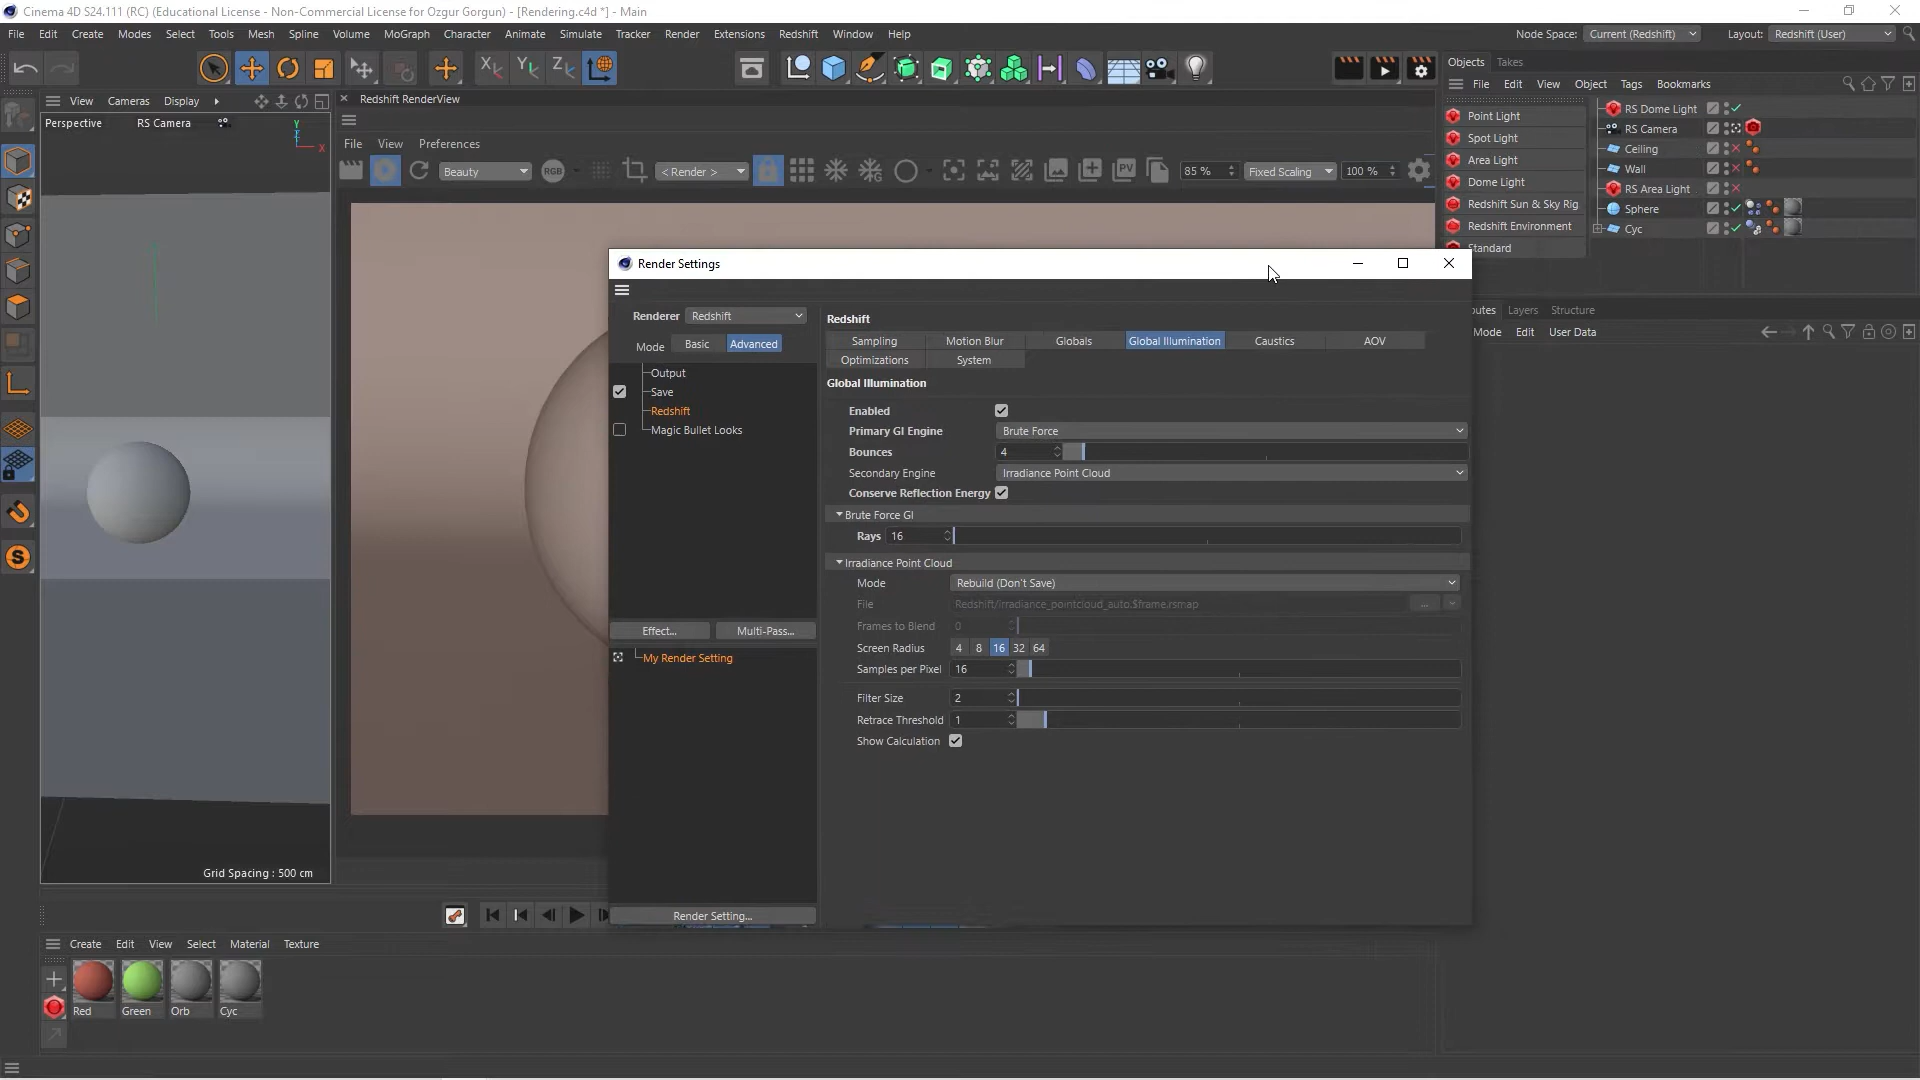 Cinema 4D S24.111 (RC) (Educational License - Non-Commercial License for Ozgur Gorgun) - [Rendering.c4d *] - Main
File Edit Create Modes Select Tools Mesh Spline Volume MoGraph Character Animate Simulate Tracker Render Extensions Redshift Window Help Node Space: Current (Redshift) Layout: Redshift (User)
X Y Z
Objects Takes
File Edit View Object Tags Bookmarks
View Cameras Display
Redshift RenderView
Perspective RS Camera
Y
X
File View Preferences
Beauty RGB < Render > PV 85 % Fixed Scaling 100 %
Point Light
Spot Light
Area Light
Dome Light
Redshift Sun & Sky Rig
Redshift Environment
Standard
RS Dome Light
RS Camera
Ceiling
Wall
RS Area Light
Sphere
Cyc
butes Layers Structure
Mode Edit User Data
Render Settings
Renderer Redshift
Mode Basic Advanced
Output
Save
Redshift
Magic Bullet Looks
Effect... Multi-Pass...
My Render Setting
Render Setting...
Redshift
Sampling Motion Blur Globals Global Illumination Caustics AOV
Optimizations System
Global Illumination
Enabled
Primary GI Engine Brute Force
Bounces 4
Secondary Engine Irradiance Point Cloud
Conserve Reflection Energy
Brute Force GI
Rays 16
Irradiance Point Cloud
Mode Rebuild (Don't Save)
File Redshift/irradiance_pointcloud_auto.$frame.rsmap ...
Frames to Blend 0
Screen Radius 4 8 16 32 64
Samples per Pixel 16
Filter Size 2
Retrace Threshold 1
Show Calculation
Grid Spacing : 500 cm
Create Edit View Select Material Texture
Red Green Orb Cyc